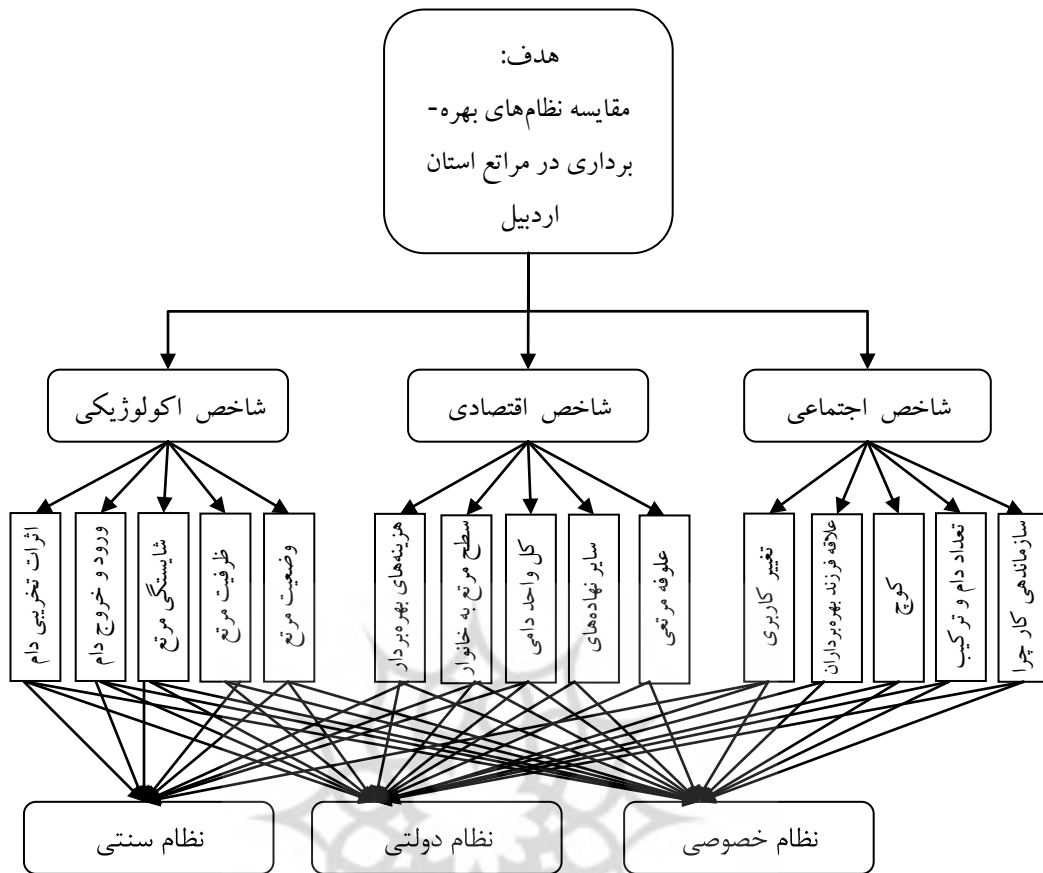 هدف:
مقایسه نظام‌های بهره-
برداری در مراتع استان
اردبیل
شاخص اجتماعی
شاخص اقتصادی
شاخص اکولوژیکی
سازماندهی کار چرا
تعداد دام و ترکیب
کوچ
علاقه فرزند بهره‌برداران
تغییر کاربری
علوفه مرتعی
سایر نهاده‌های
کل واحد دامی
سطح مرتع به خانوار
هزینه‌های بهره‌بردار
وضعیت مرتع
ظرفیت مرتع
شایستگی مرتع
ورود و خروج دام
اثرات تخریبی دام
نظام خصوصی
نظام دولتی
نظام سنتی